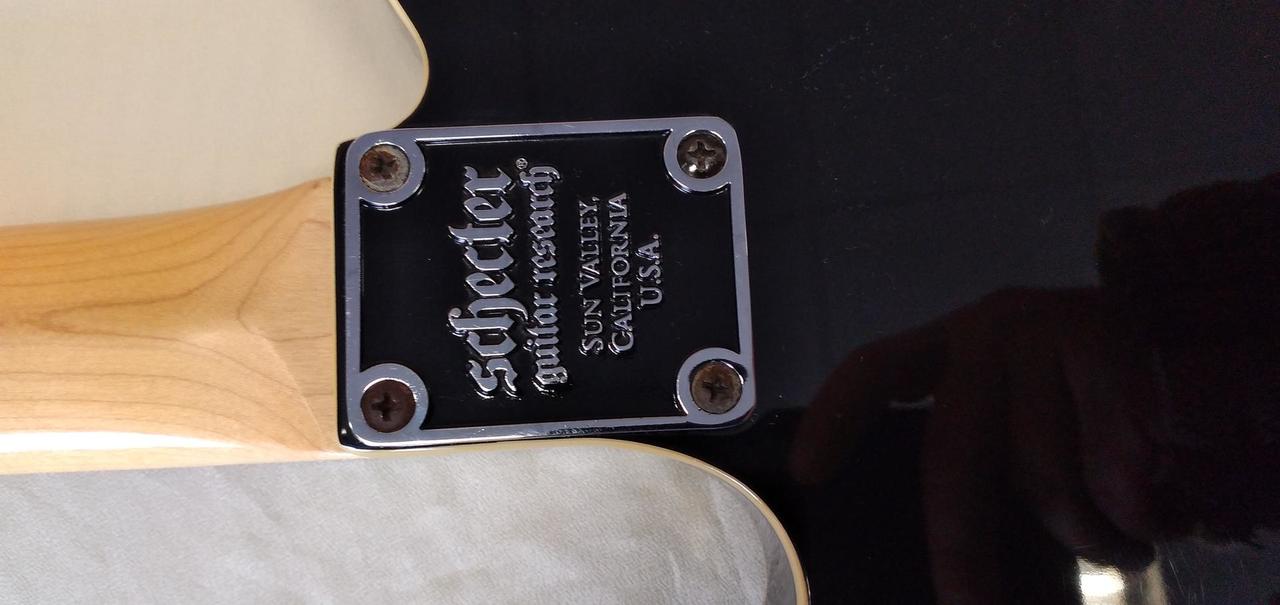 schecter®
guitar research
SUN VALLEY,
CALIFORNIA
U.S.A.